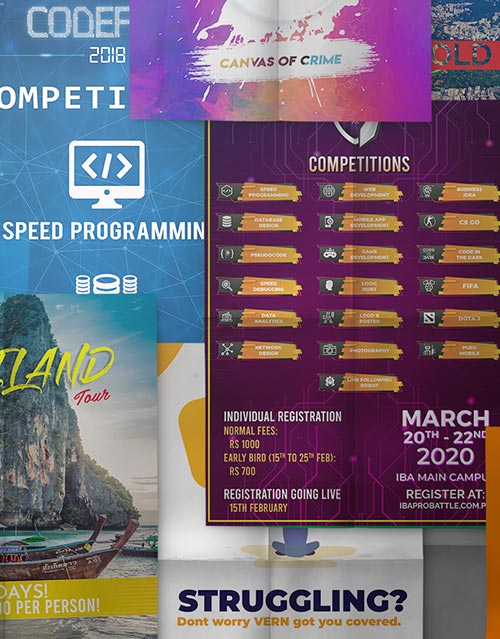 CODEF
2018
OMPETI
</>
SPEED PROGRAMMIN
CANVAS OF CRIME
OLD
COMPETITIONS
SPEED PROGRAMMING
WEB DEVELOPMENT
BUSINESS IDEA
DATABASE DESIGN
MOBILE APP DEVELOPMENT
CS GO
PSEUDOCODE
GAME DEVELOPMENT
CODE IN THE DARK
SPEED DEBUGGING
LOGIC HUNT
FIFA
DATA ANALYTICS
LOGO & POSTER
DOTA 2
NETWORK DESIGN
PHOTOGRAPHY
PUBG MOBILE
LINE FOLLOWING ROBOT
INDIVIDUAL REGISTRATION
NORMAL FEES:
RS 1000
EARLY BIRD (15TH TO 25TH FEB):
RS 700
REGISTRATION GOING LIVE
15TH FEBRUARY
MARCH
20TH - 22ND
2020
IBA MAIN CAMPU
REGISTER AT:
IBAPROBATTLE.COM.P
ILAND
Tour
DAYS!
00 PER PERSON!
STRUGGLING?
Dont worry VERN got you covered.